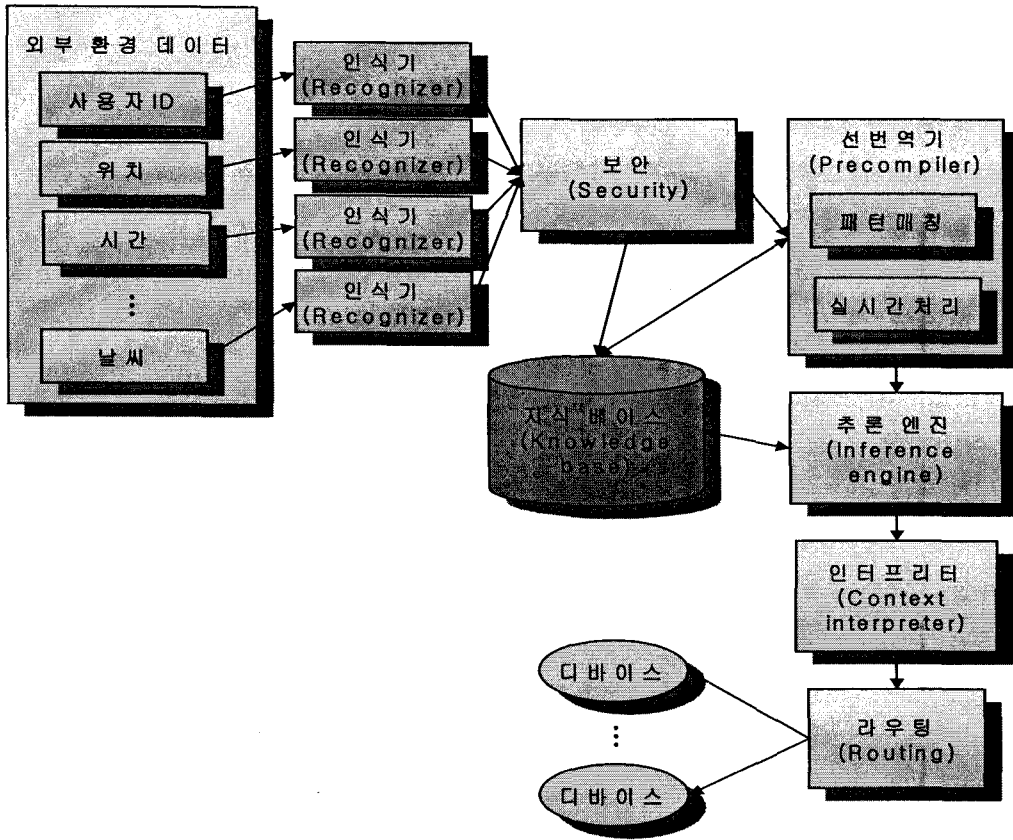 외부 환경 데이터
사용자ID
위치
시간
⋮
날씨
인식기
(Recognizer)
인식기
(Recognizer)
인식기
(Recognizer)
인식기
(Recognizer)
보안
(Security)
선번역기
(Precompiler)
패턴매칭
실시간처리
지식 베이스
(Knowledge
base)
추론 엔진
(Inference
engine)
인터프리터
(Context
interpreter)
라우팅
(Routing)
디바이스
⋮
디바이스